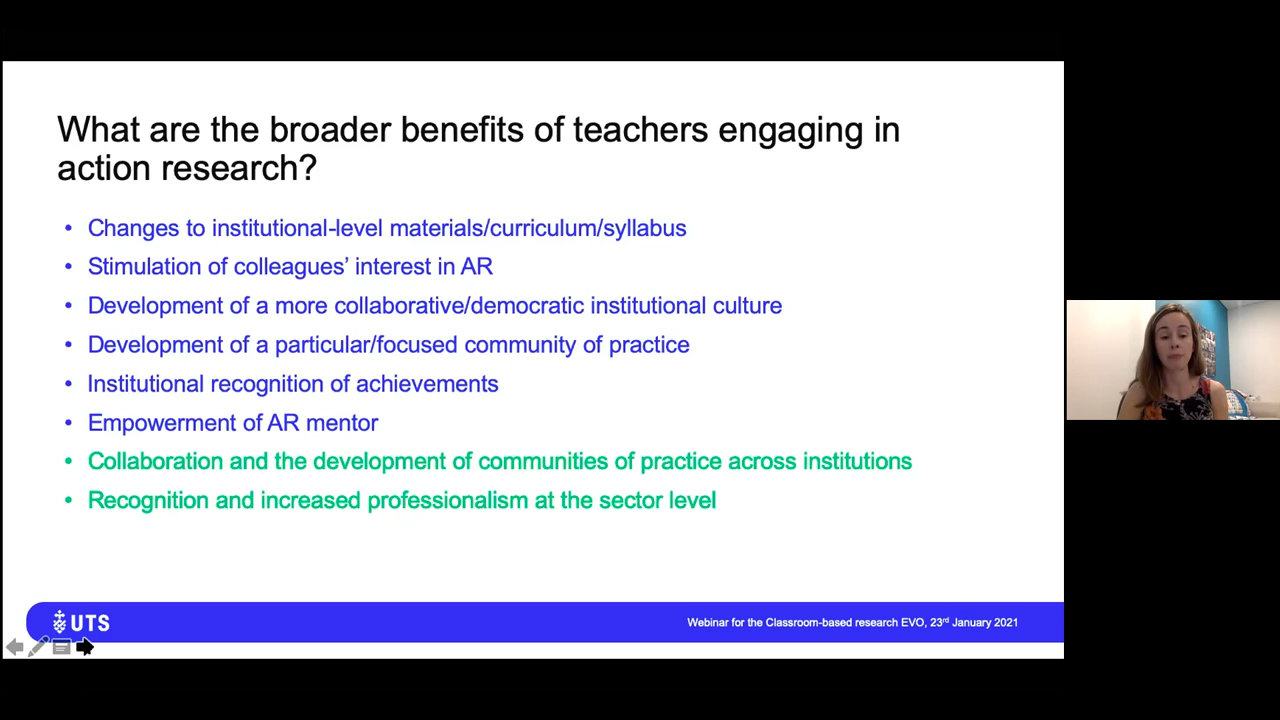 What are the broader benefits of teachers engaging in
action research?
• Changes to institutional-level materials/curriculum/syllabus
• Stimulation of colleagues’ interest in AR
• Development of a more collaborative/democratic institutional culture
• Development of a particular/focused community of practice
• Institutional recognition of achievements
• Empowerment of AR mentor
• Collaboration and the development of communities of practice across institutions
• Recognition and increased professionalism at the sector level
UTS
Webinar for the Classroom-based research EVO, 23rd January 2021